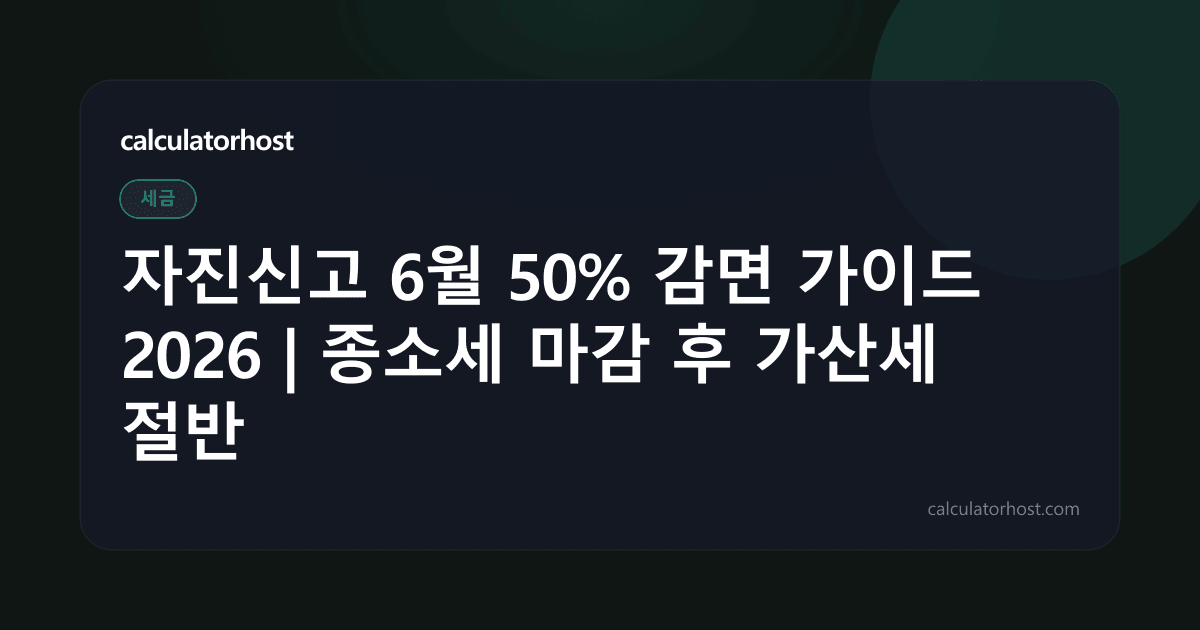 calculatorhost
세금
자진신고 6월 50% 감면 가이드
2026 | 종소세 마감 후 가산세
절반
calculatorhost.com